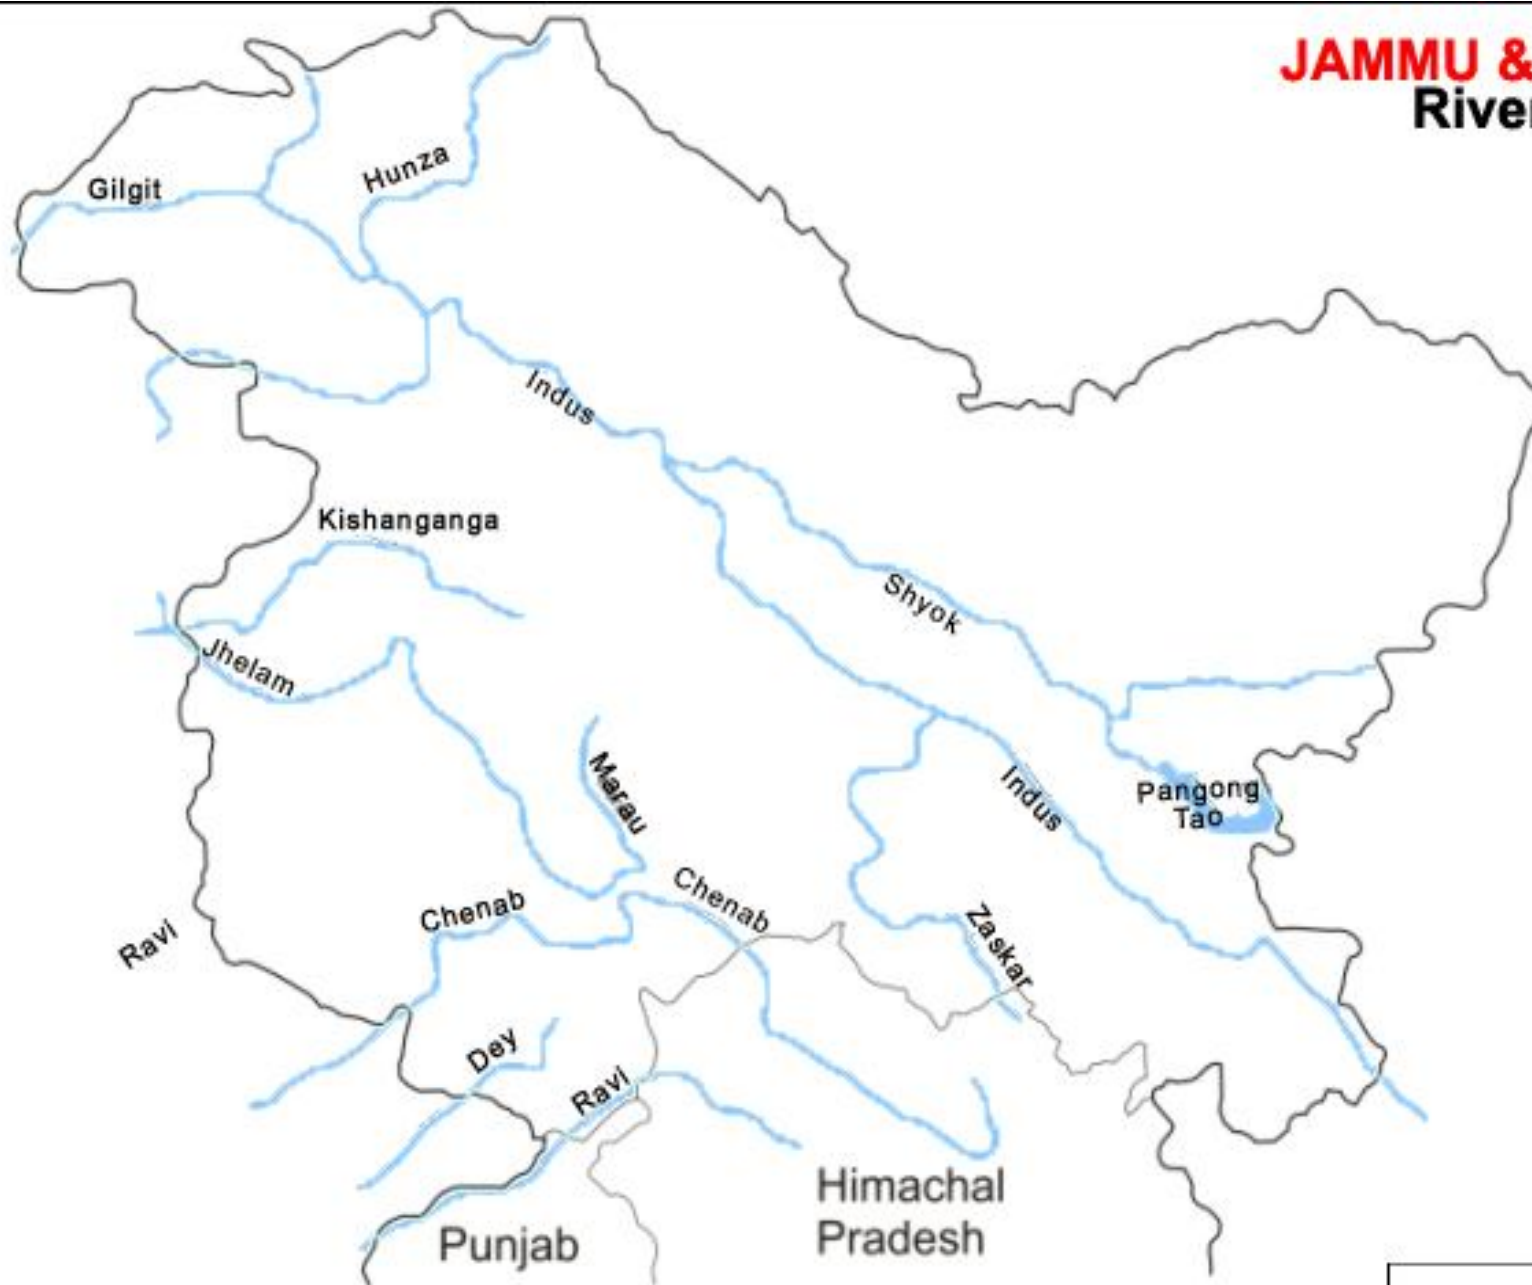 JAMMU &
River
Hunza
Gilgit
Indus
Kishanganga
Shyok
Jhelam
Marau
Indus
Pangong
Tao
Chenab
Chenab
Zaskar
Ravi
Dey
Ravi
Himachal
Pradesh
Punjab